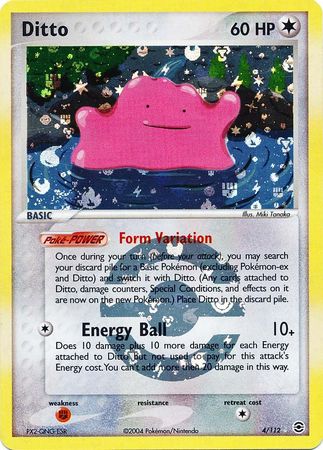 Ditto 60 HP
BASIC
Illus. Miki Tanaka
Poké-POWER Form Variation
Once during your turn (before your attack), you may search
your discard pile for a Basic Pokémon (excluding Pokémon-ex
and Ditto) and switch it with Ditto. (Any cards attached to
Ditto, damage counters, Special Conditions, and effects on it
are now on the new Pokémon.) Place Ditto in the discard pile.
Energy Ball 10+
Does 10 damage plus 10 more damage for each Energy
attached to Ditto but not used to pay for this attack's
Energy cost. You can't add more than 20 damage in this way.
weakness resistance retreat cost
PX2-QNG-ESR ©2004 Pokémon/Nintendo 4/112